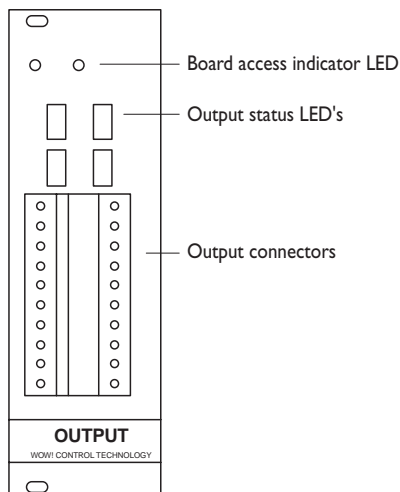 Board access indicator LED
Output status LED's
Output connectors
OUTPUT
WOW! CONTROL TECHNOLOGY